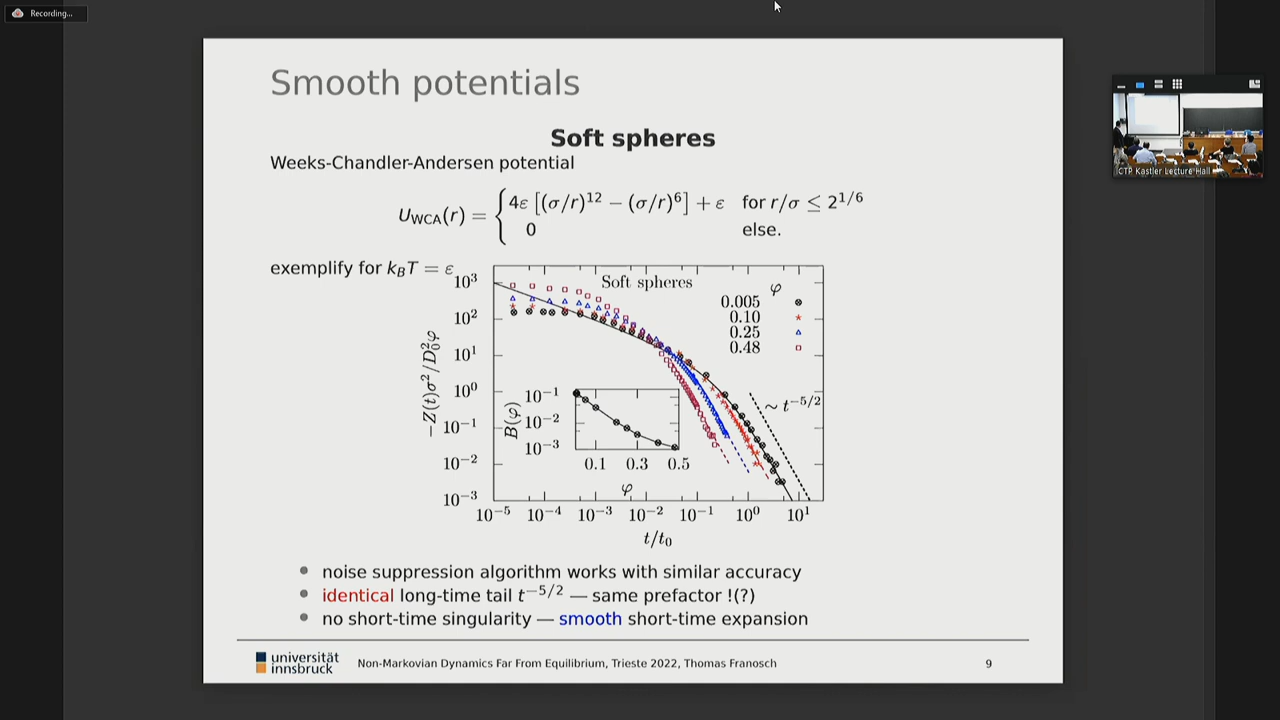 Recording...
Smooth potentials
Soft spheres
Weeks-Chandler-Andersen potential
U_WCA(r) = { 4ε [(σ/r)^12 − (σ/r)^6] + ε for r/σ ≤ 2^1/6
0 else.
exemplify for k_BT = ε
Soft spheres
φ
0.005
0.10
0.25
0.48
10^3
10^2
10^1
10^0
10^−1
10^−2
10^−3
−Z(t)σ^2/D_0^2φ
~ t^−5/2
B(φ)
10^−1
10^−2
10^−3
0.1 0.3 0.5
φ
10^−5 10^−4 10^−3 10^−2 10^−1 10^0 10^1
t/t_0
• noise suppression algorithm works with similar accuracy
• identical long-time tail t^−5/2 — same prefactor !(?)
• no short-time singularity — smooth short-time expansion
universität
innsbruck
Non-Markovian Dynamics Far From Equilibrium, Trieste 2022, Thomas Franosch
9
CTP Kastler Lecture Hall